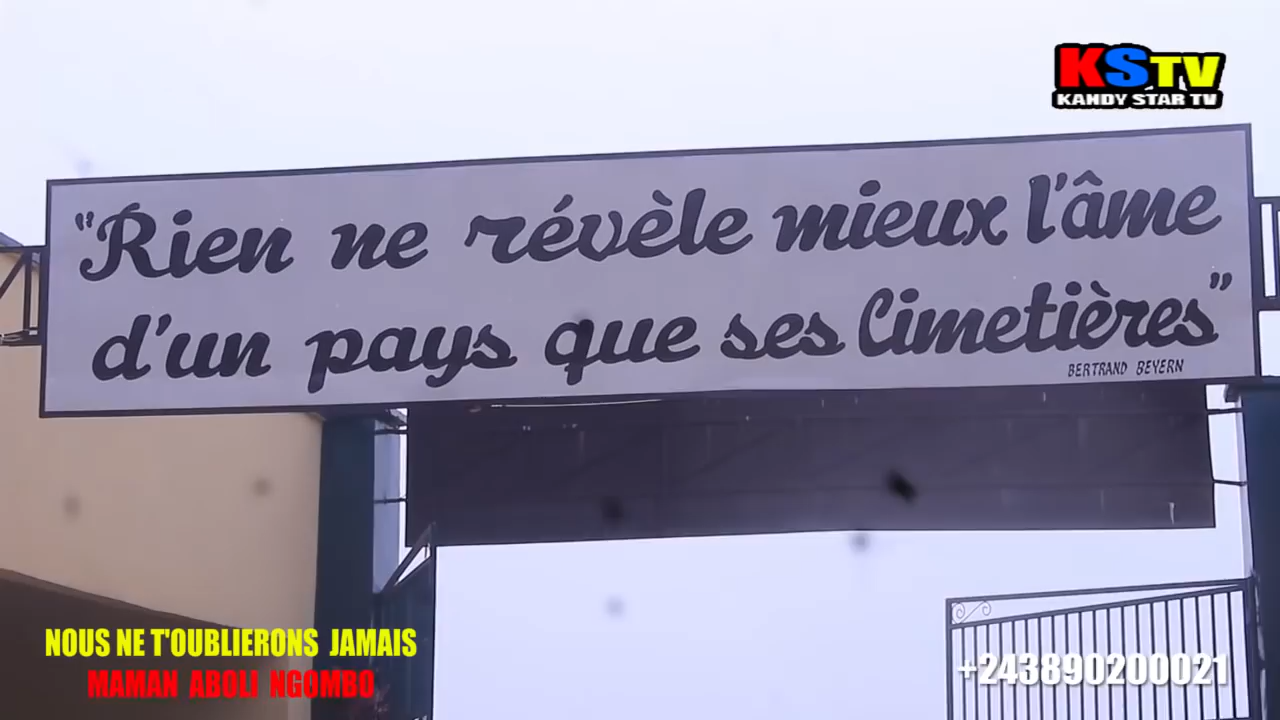 KSTV
KANDY STAR TV
"Rien ne révèle mieux l'âme
d'un pays que ses Cimetières"
BERTRAND BEYERN
NOUS NE T'OUBLIERONS JAMAIS
MAMAN ABOLI NGOMBO
+243890200021